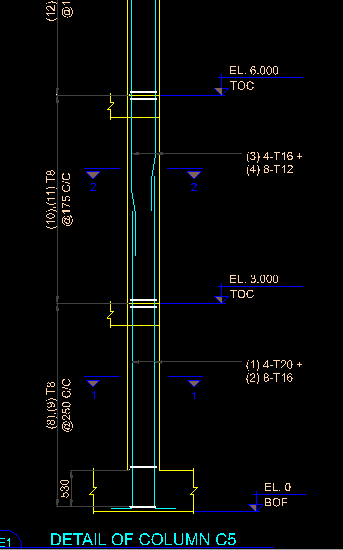 (12)
EL. 6.000
TOC
(3) 4-T16 +
(4) 8-T12
2
2
(10),(11) T8
@175 C/C
EL. 3.000
TOC
(1) 4-T20 +
(2) 8-T16
1
1
(8),(9) T8
@250 C/C
530
EL. 0
BOF
E1
DETAIL OF COLUMN C5